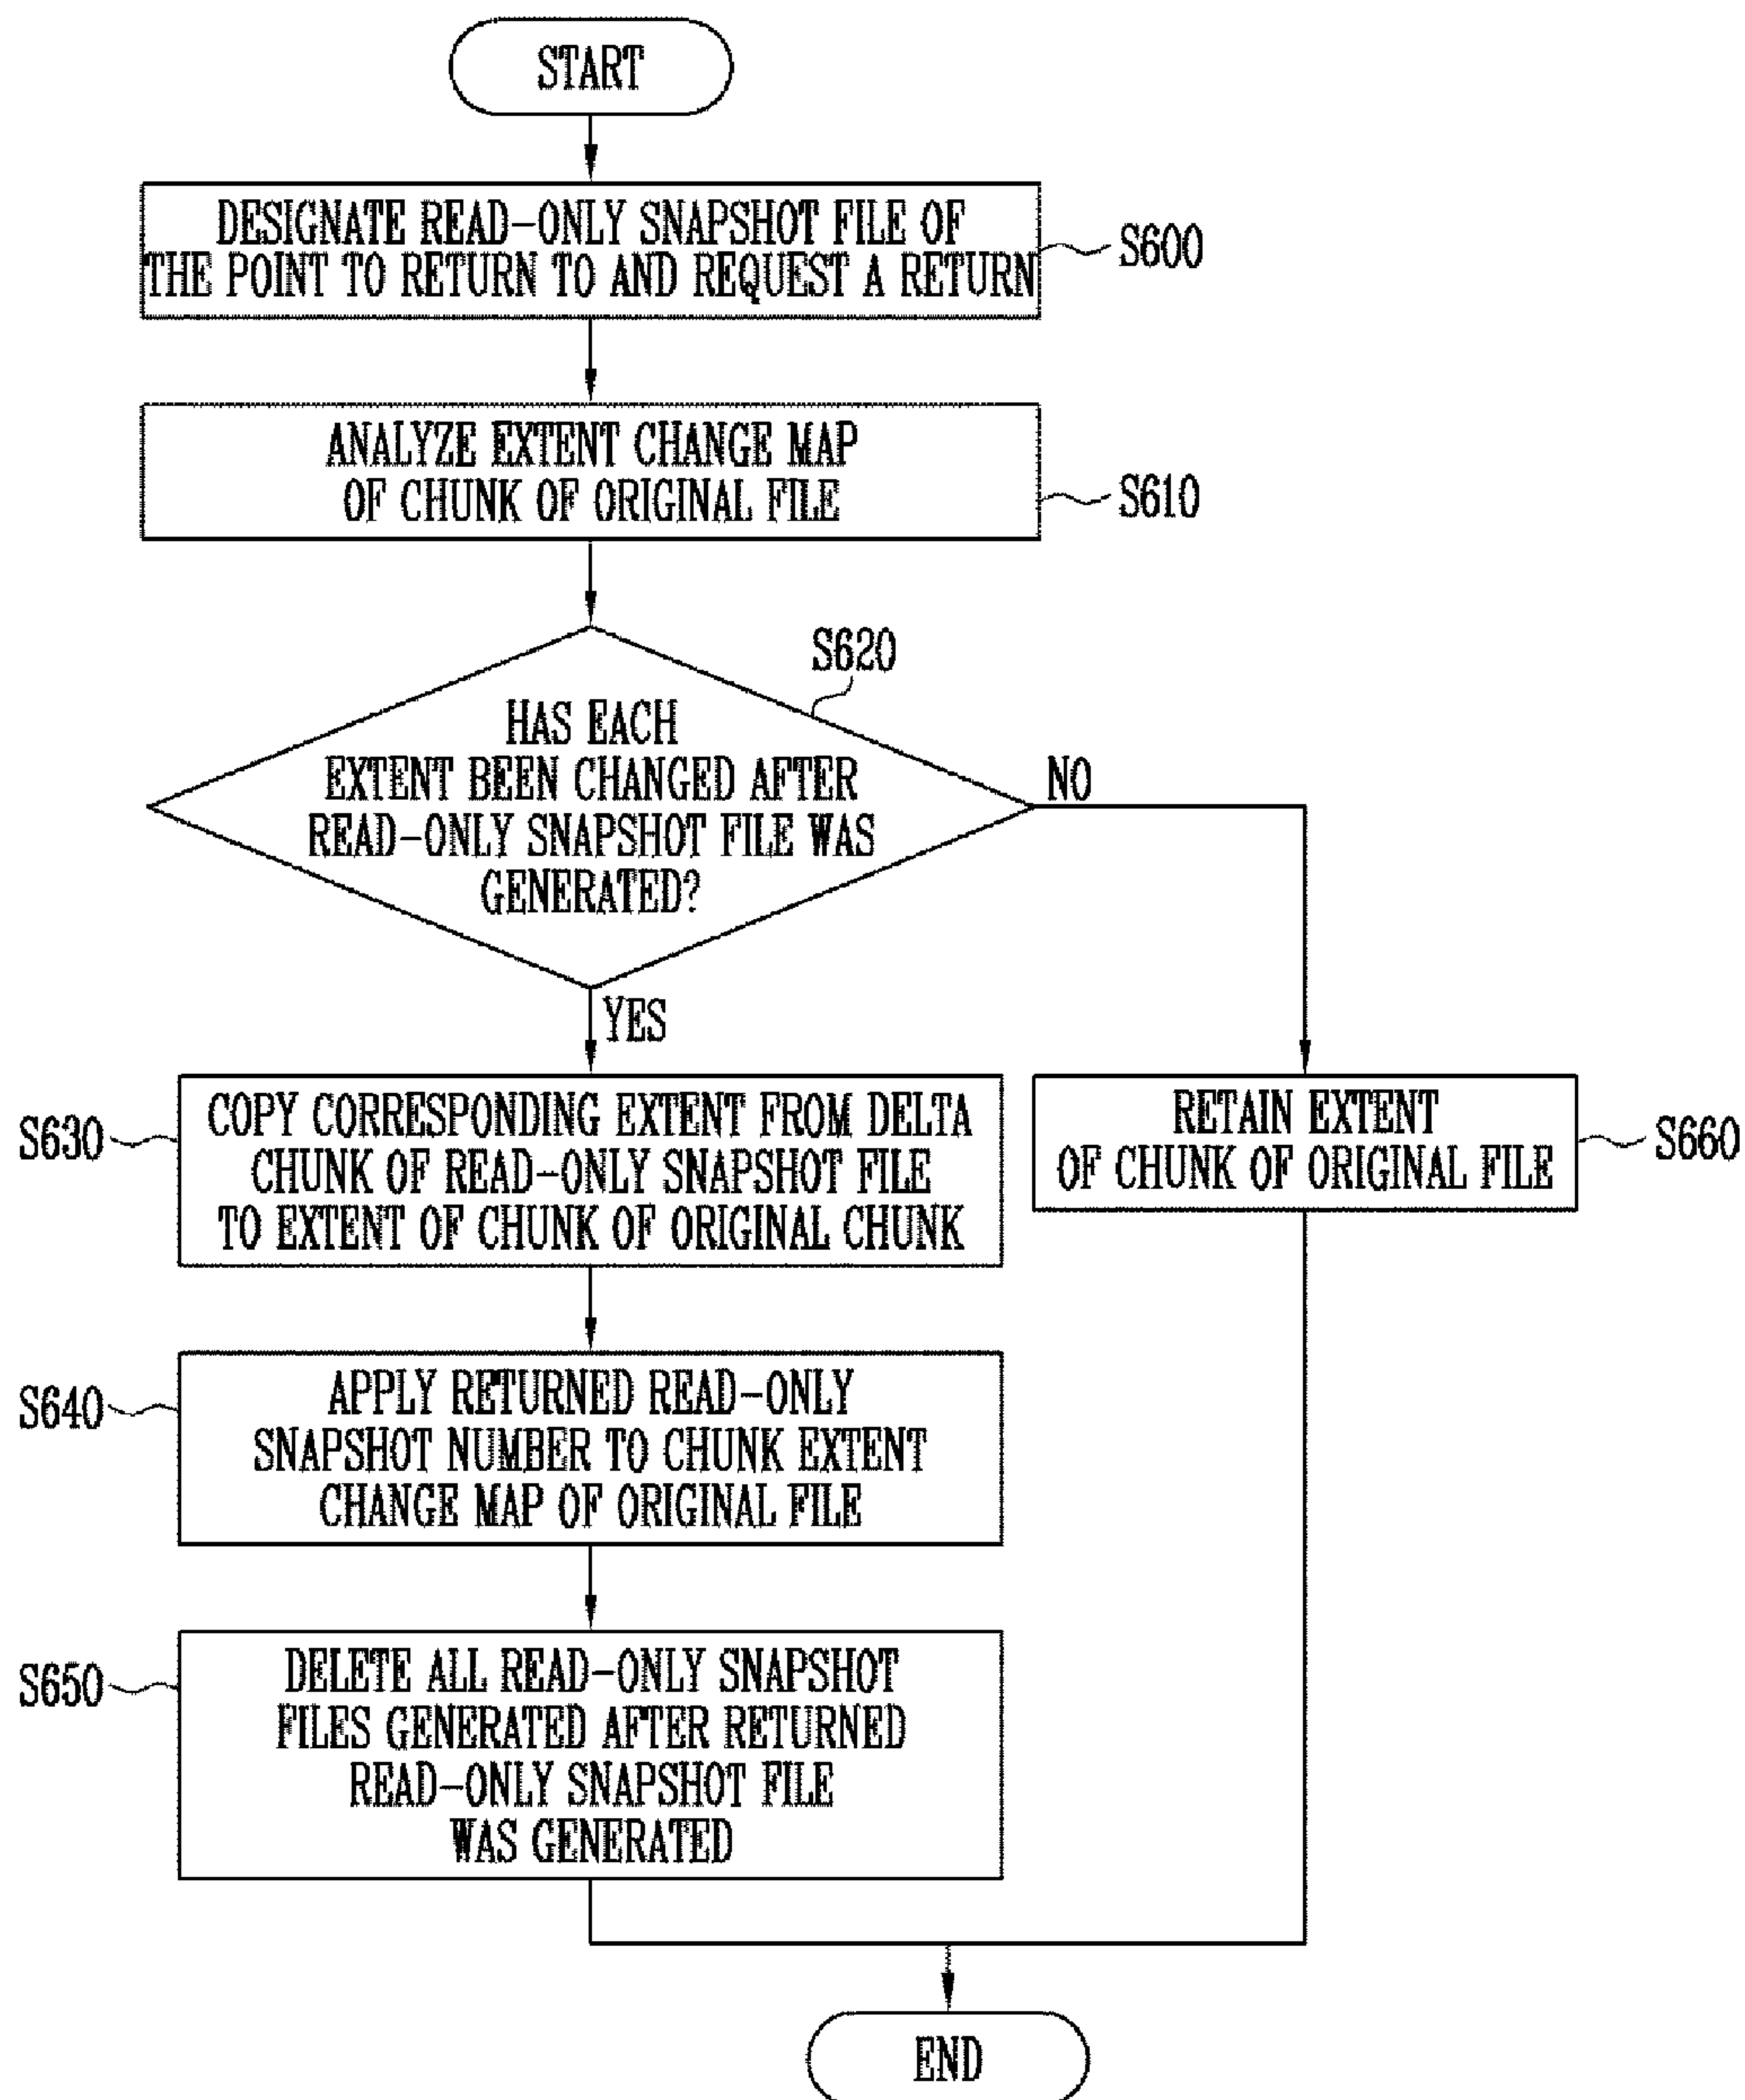 START
DESIGNATE READ-ONLY SNAPSHOT FILE OF
THE POINT TO RETURN TO AND REQUEST A RETURN
S600
ANALYZE EXTENT CHANGE MAP
OF CHUNK OF ORIGINAL FILE
S610
S620
HAS EACH
EXTENT BEEN CHANGED AFTER
READ-ONLY SNAPSHOT FILE WAS
GENERATED?
NO
YES
S630
COPY CORRESPONDING EXTENT FROM DELTA
CHUNK OF READ-ONLY SNAPSHOT FILE
TO EXTENT OF CHUNK OF ORIGINAL CHUNK
RETAIN EXTENT
OF CHUNK OF ORIGINAL FILE
S660
S640
APPLY RETURNED READ-ONLY
SNAPSHOT NUMBER TO CHUNK EXTENT
CHANGE MAP OF ORIGINAL FILE
S650
DELETE ALL READ-ONLY SNAPSHOT
FILES GENERATED AFTER RETURNED
READ-ONLY SNAPSHOT FILE
WAS GENERATED
END